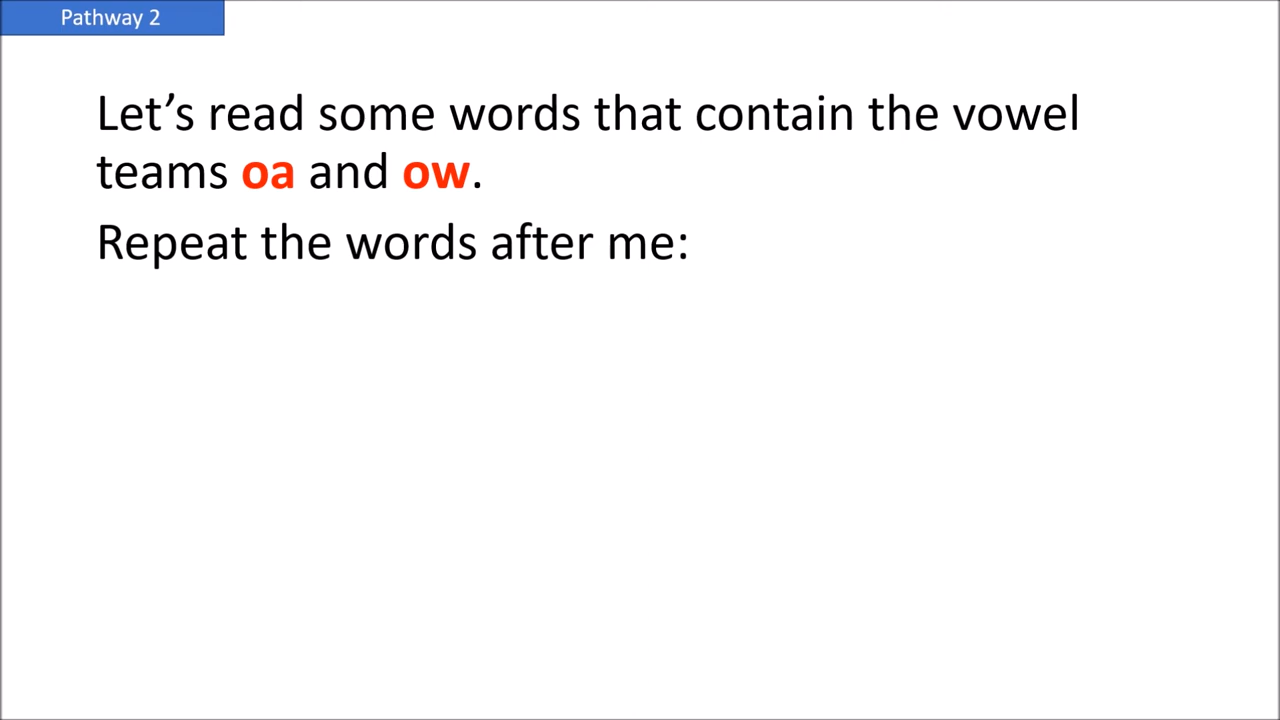 Pathway 2
Let’s read some words that contain the vowel
teams oa and ow.
Repeat the words after me: